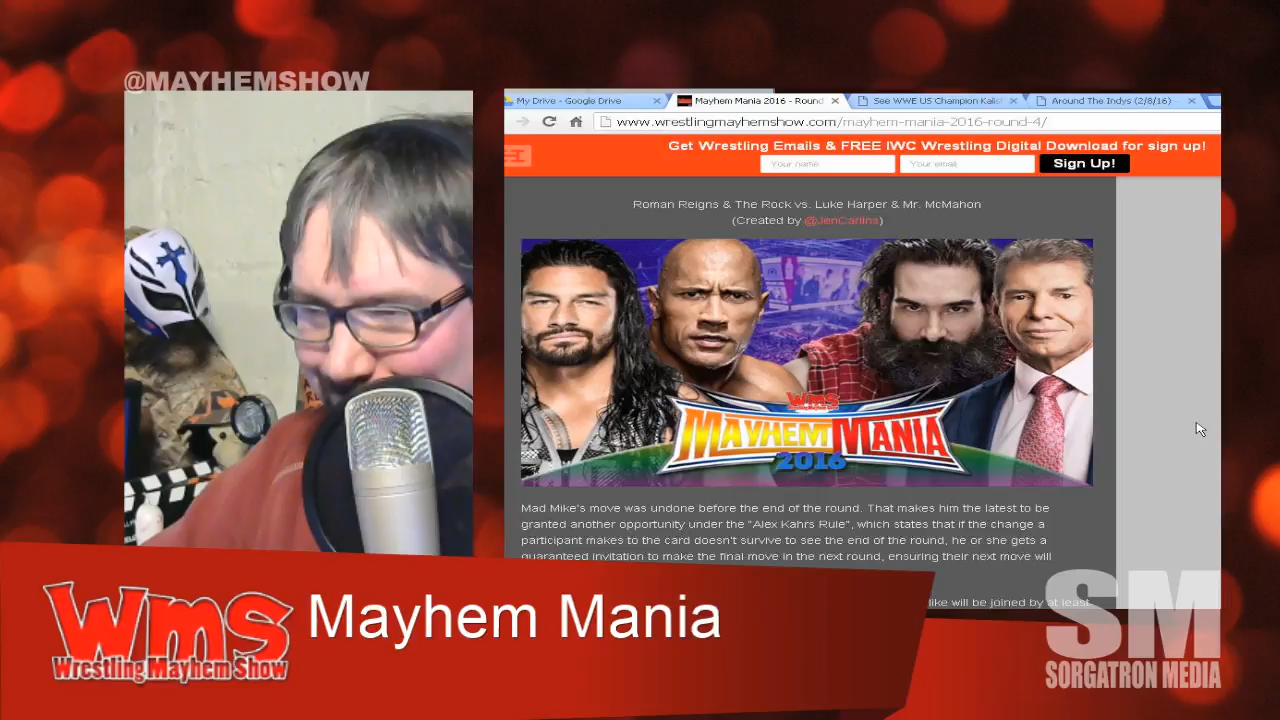 @MAYHEMSHOW
My Drive - Google Drive
Mayhem Mania 2016 - Round
See WWE US Champion Kalist
Around The Indys (2/8/16)
www.wrestlingmayhemshow.com/mayhem-mania-2016-round-4/
Get Wrestling Emails & FREE IWC Wrestling Digital Download for sign up!
Your name
Your email
Sign Up!
Roman Reigns & The Rock vs. Luke Harper & Mr. McMahon
(Created by @JenCarlins)
WMS
MAYHEM MANIA
2016
Mad Mike's move was undone before the end of the round. That makes him the latest to be
granted another opportunity under the "Alex Kahrs Rule", which states that if the change a
participant makes to the card doesn't survive to see the end of the round, he or she gets a
guaranteed invitation to make the final move in the next round, ensuring their next move will
like will be joined by at least
WMS
Wrestling Mayhem Show
Mayhem Mania
SM
SORGATRON MEDIA